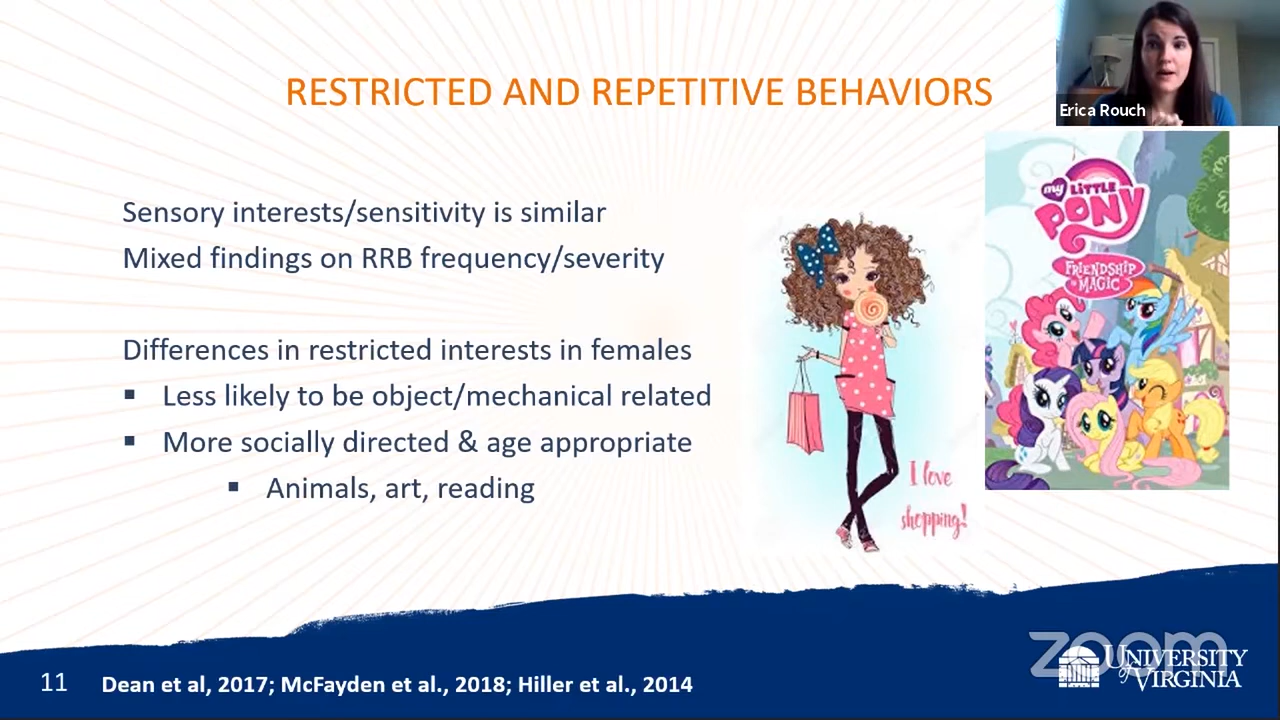 RESTRICTED AND REPETITIVE BEHAVIORS
Erica Rouch
Sensory interests/sensitivity is similar
Mixed findings on RRB frequency/severity
Differences in restricted interests in females
▪ Less likely to be object/mechanical related
▪ More socially directed & age appropriate
▪ Animals, art, reading
my LITTLE
PONY
FRIENDSHIP
is MAGIC
I love
shopping!
11
Dean et al, 2017; McFayden et al., 2018; Hiller et al., 2014
zoom
UNIVERSITY
of VIRGINIA